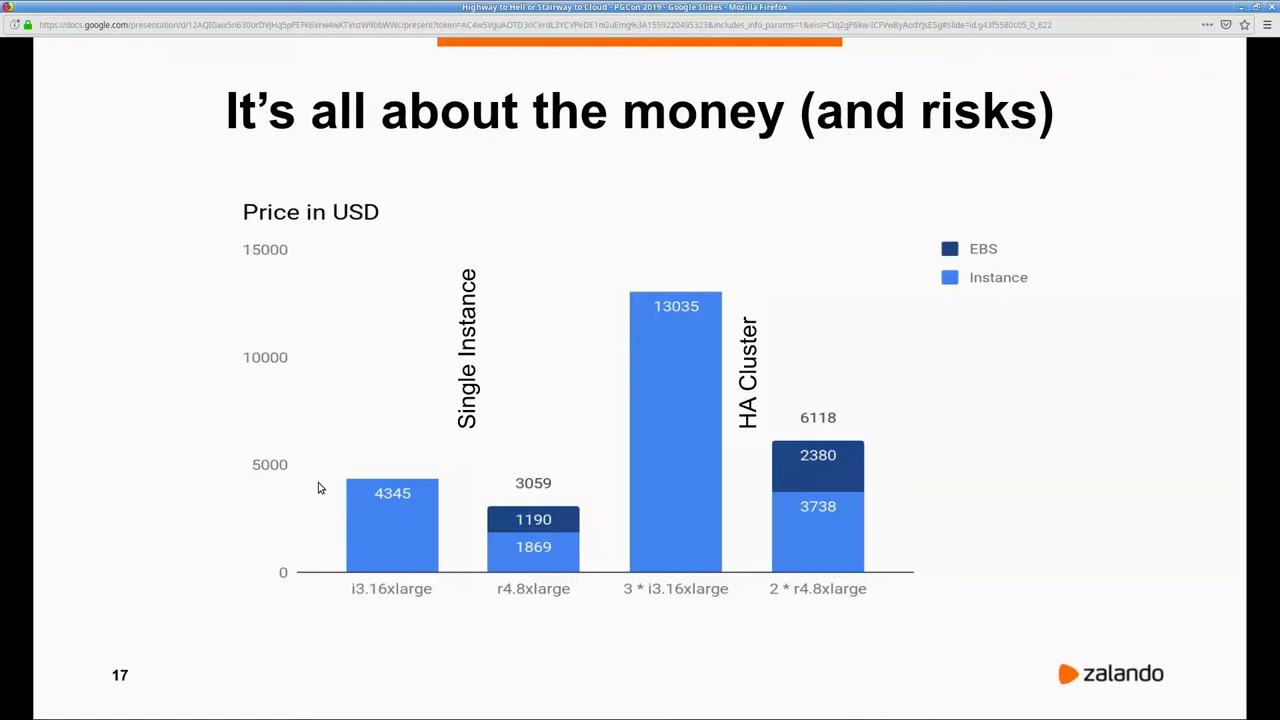 Highway to Hell or Stairway to Cloud - PGCon 2019 - Google Slides - Mozilla Firefox
It's all about the money (and risks)
Price in USD
15000
10000
5000
0
EBS
Instance
Single Instance
HA Cluster
4345
3059
1190
1869
13035
6118
2380
3738
i3.16xlarge
r4.8xlarge
3 * i3.16xlarge
2 * r4.8xlarge
17
zalando